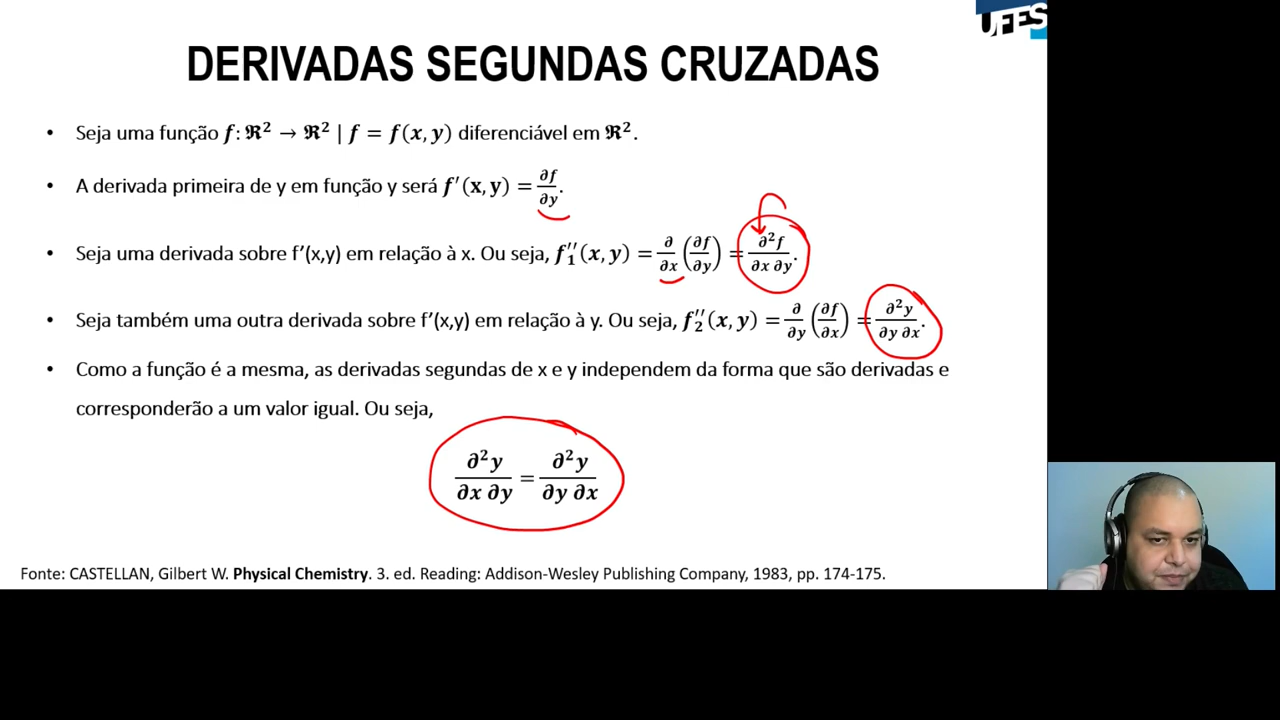 UFES
DERIVADAS SEGUNDAS CRUZADAS
• Seja uma função f: ℜ² → ℜ² | f = f(x, y) diferenciável em ℜ².
• A derivada primeira de y em função y será f′(x, y) = ∂f/∂y.
• Seja uma derivada sobre f’(x,y) em relação à x. Ou seja, f₁′′(x, y) = ∂/∂x (∂f/∂y) = ∂²f/∂x ∂y.
• Seja também uma outra derivada sobre f’(x,y) em relação à y. Ou seja, f₂′′(x, y) = ∂/∂y (∂f/∂x) = ∂²y/∂y ∂x.
• Como a função é a mesma, as derivadas segundas de x e y independem da forma que são derivadas e
corresponderão a um valor igual. Ou seja,
∂²y/∂x ∂y = ∂²y/∂y ∂x
Fonte: CASTELLAN, Gilbert W. Physical Chemistry. 3. ed. Reading: Addison-Wesley Publishing Company, 1983, pp. 174-175.